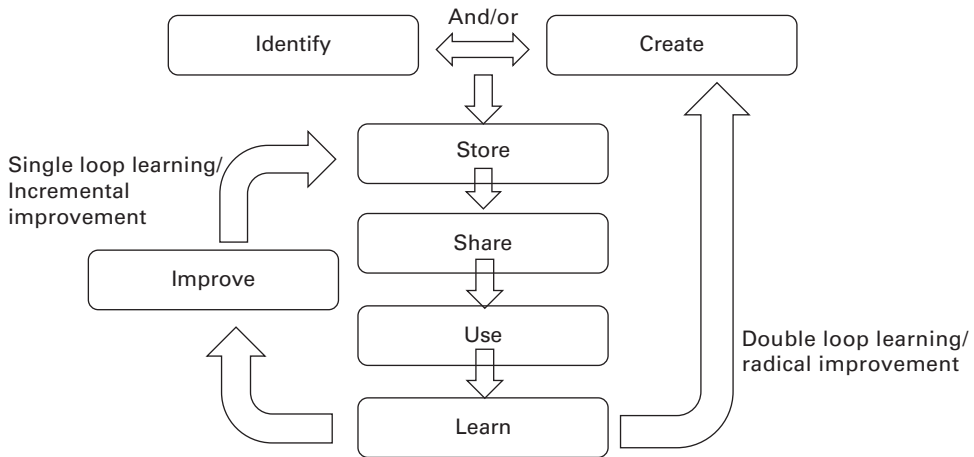 And/or
Identify
Create
Store
Single loop learning/
Incremental
improvement
Share
Improve
Use
Double loop learning/
radical improvement
Learn